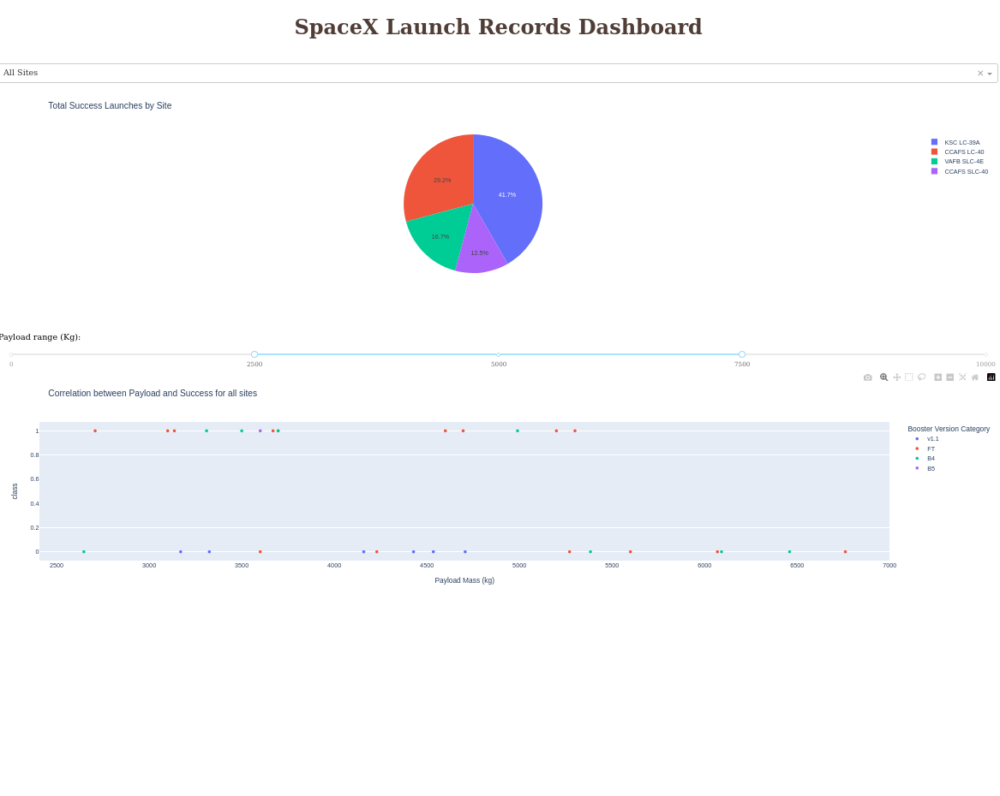 SpaceX Launch Records Dashboard
All Sites
Total Success Launches by Site
KSC LC-39A
CCAFS LC-40
VAFB SLC-4E
CCAFS SLC-40
29.2%
41.7%
16.7%
12.5%
Payload range (Kg):
0 2500 5000 7500 10000
Correlation between Payload and Success for all sites
Booster Version Category
v1.1
FT
B4
B5
class
1
0.8
0.6
0.4
0.2
0
2500 3000 3500 4000 4500 5000 5500 6000 6500 7000
Payload Mass (kg)